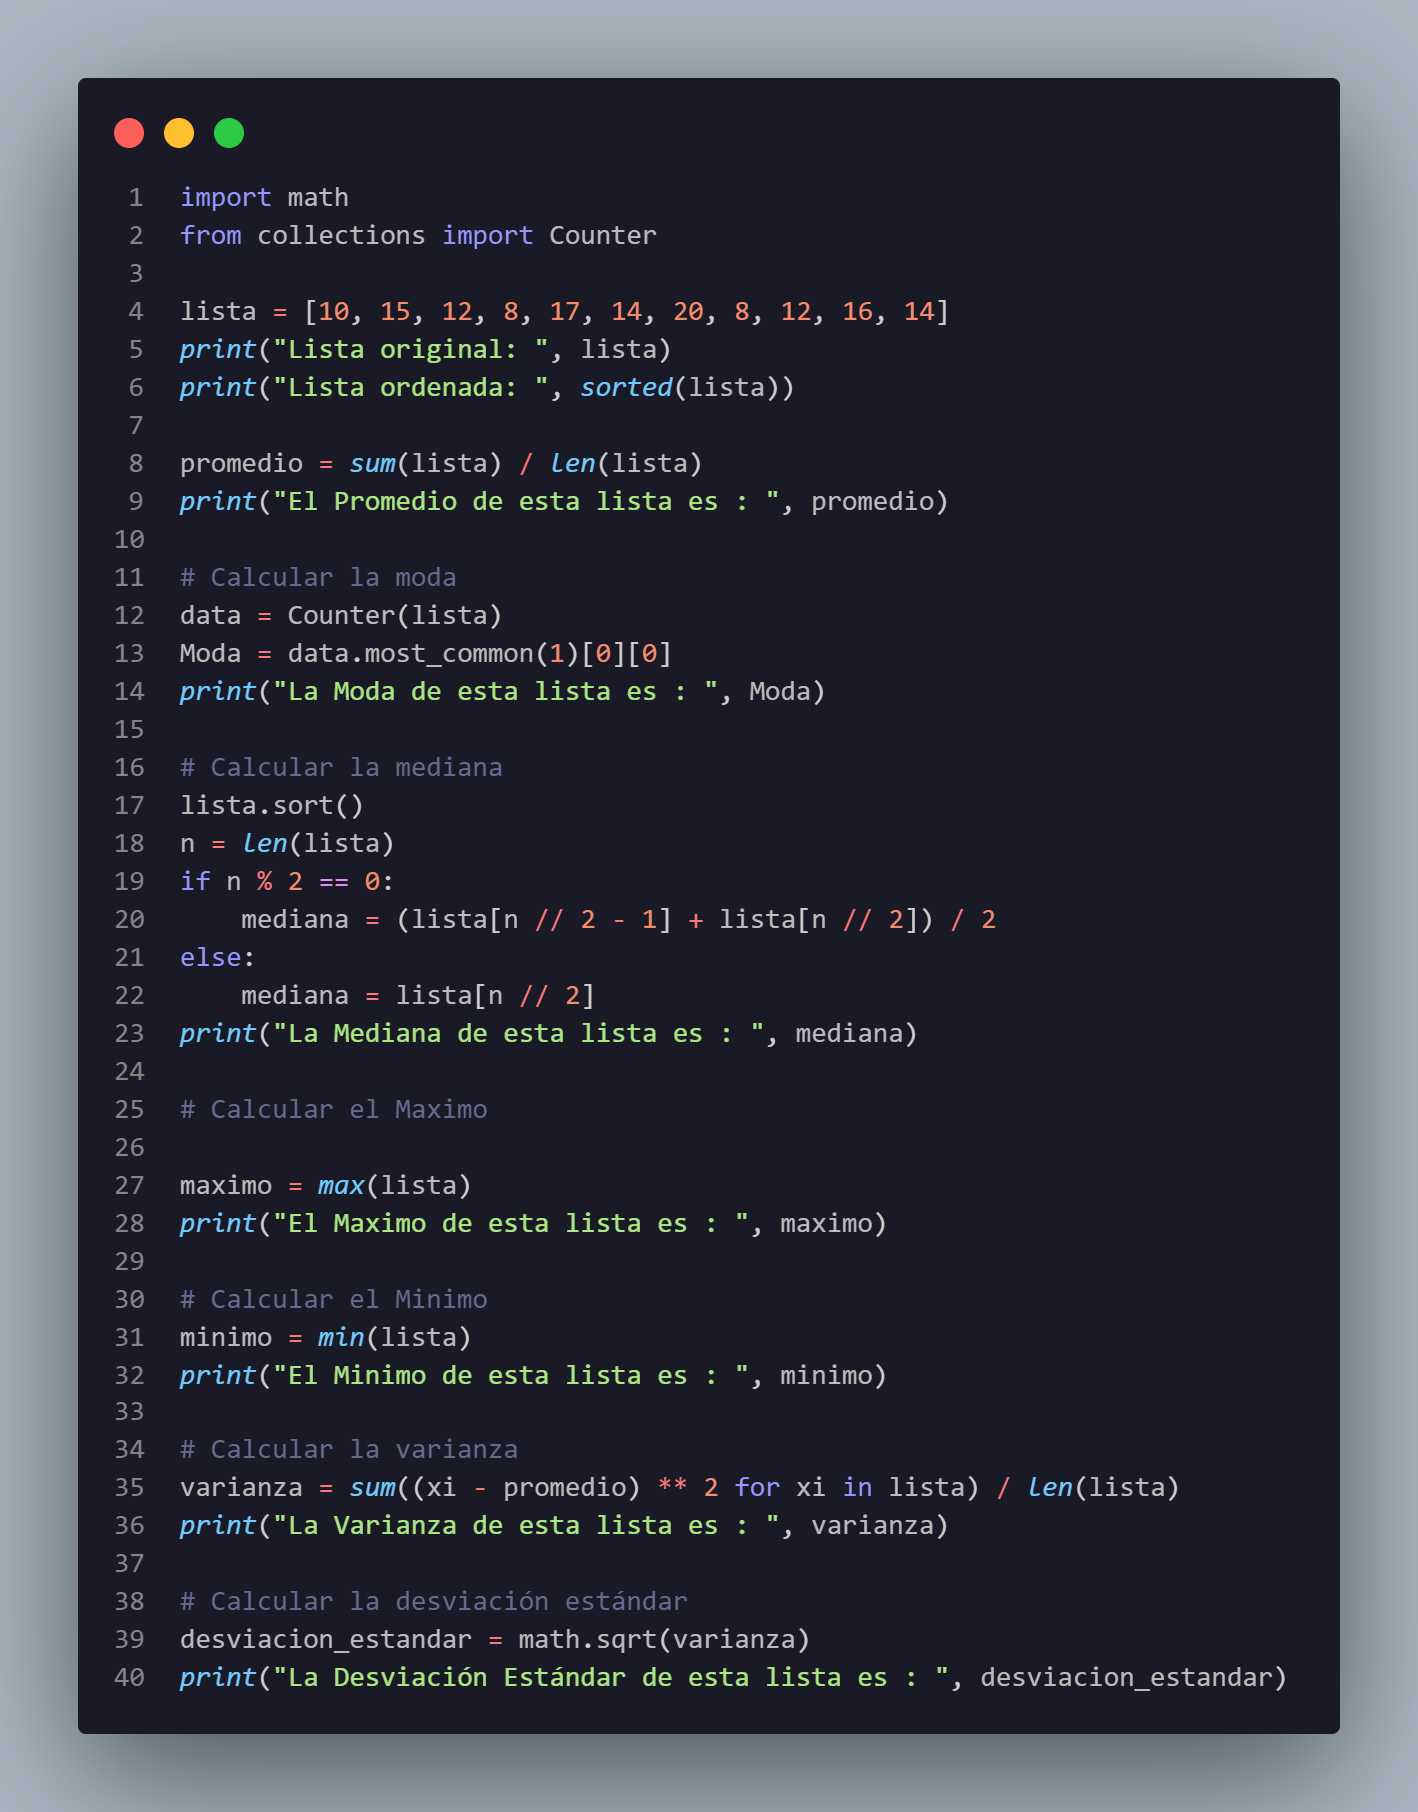 1 import math
2 from collections import Counter
3
4 lista = [10, 15, 12, 8, 17, 14, 20, 8, 12, 16, 14]
5 print("Lista original: ", lista)
6 print("Lista ordenada: ", sorted(lista))
7
8 promedio = sum(lista) / len(lista)
9 print("El Promedio de esta lista es : ", promedio)
10
11 # Calcular la moda
12 data = Counter(lista)
13 Moda = data.most_common(1)[0][0]
14 print("La Moda de esta lista es : ", Moda)
15
16 # Calcular la mediana
17 lista.sort()
18 n = len(lista)
19 if n % 2 == 0:
20     mediana = (lista[n // 2 - 1] + lista[n // 2]) / 2
21 else:
22     mediana = lista[n // 2]
23 print("La Mediana de esta lista es : ", mediana)
24
25 # Calcular el Maximo
26
27 maximo = max(lista)
28 print("El Maximo de esta lista es : ", maximo)
29
30 # Calcular el Minimo
31 minimo = min(lista)
32 print("El Minimo de esta lista es : ", minimo)
33
34 # Calcular la varianza
35 varianza = sum((xi - promedio) ** 2 for xi in lista) / len(lista)
36 print("La Varianza de esta lista es : ", varianza)
37
38 # Calcular la desviación estándar
39 desviacion_estandar = math.sqrt(varianza)
40 print("La Desviación Estándar de esta lista es : ", desviacion_estandar)